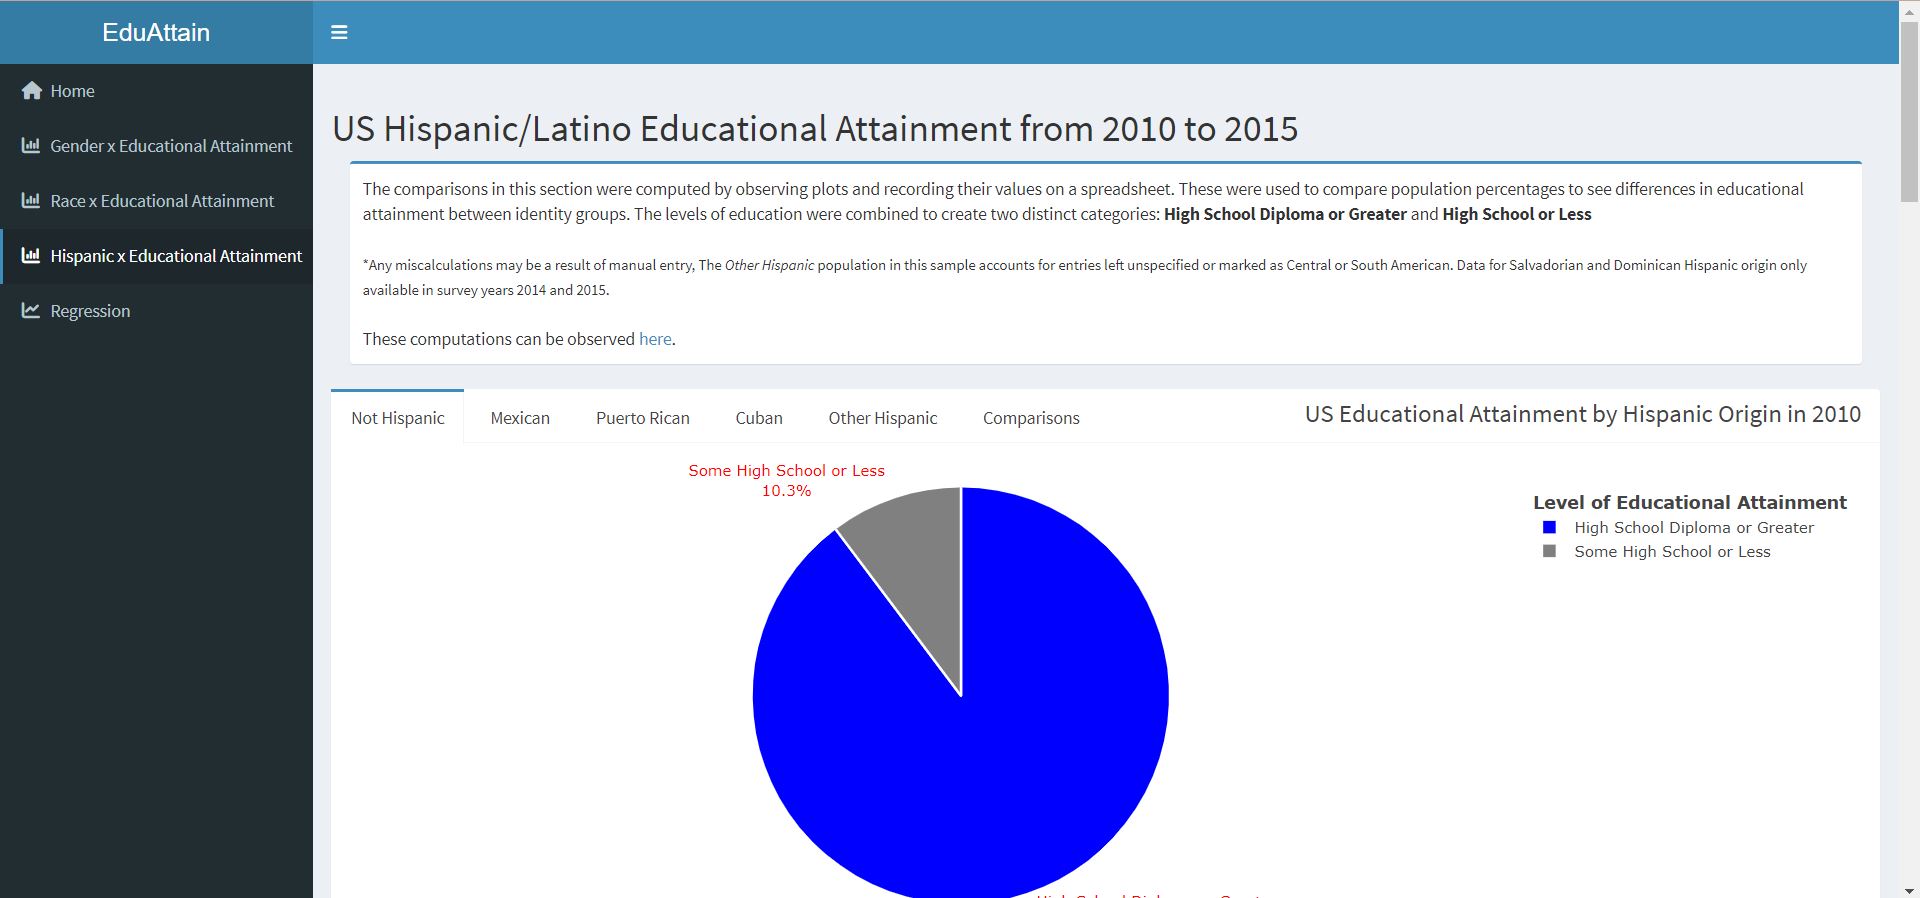 EduAttain
Home
Gender x Educational Attainment
Race x Educational Attainment
Hispanic x Educational Attainment
Regression
US Hispanic/Latino Educational Attainment from 2010 to 2015
The comparisons in this section were computed by observing plots and recording their values on a spreadsheet. These were used to compare population percentages to see differences in educational
attainment between identity groups. The levels of education were combined to create two distinct categories: High School Diploma or Greater and High School or Less
*Any miscalculations may be a result of manual entry, The Other Hispanic population in this sample accounts for entries left unspecified or marked as Central or South American. Data for Salvadorian and Dominican Hispanic origin only
available in survey years 2014 and 2015.
These computations can be observed here.
Not Hispanic Mexican Puerto Rican Cuban Other Hispanic Comparisons US Educational Attainment by Hispanic Origin in 2010
Some High School or Less
10.3%
Level of Educational Attainment
High School Diploma or Greater
Some High School or Less